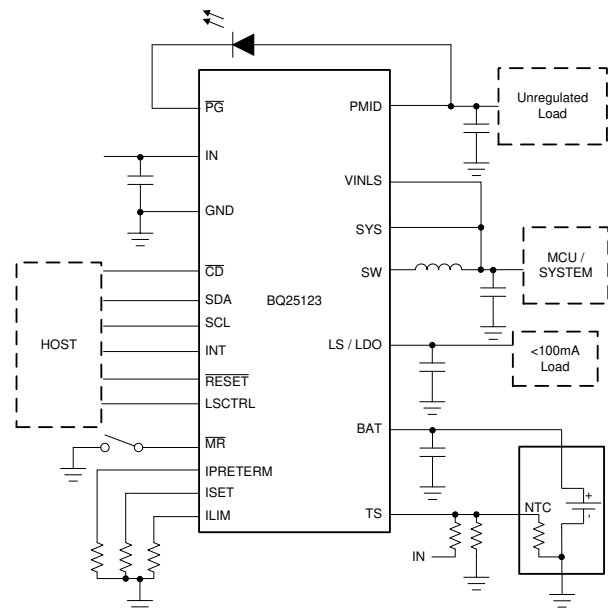 PG
PMID
Unregulated
Load
IN
VINLS
GND
SYS
CD
SW
MCU /
SYSTEM
SDA
BQ25123
SCL
HOST
INT
LS / LDO
<100mA
Load
RESET
LSCTRL
BAT
MR
IPRETERM
ISET
ILIM
TS
NTC
+
-
IN